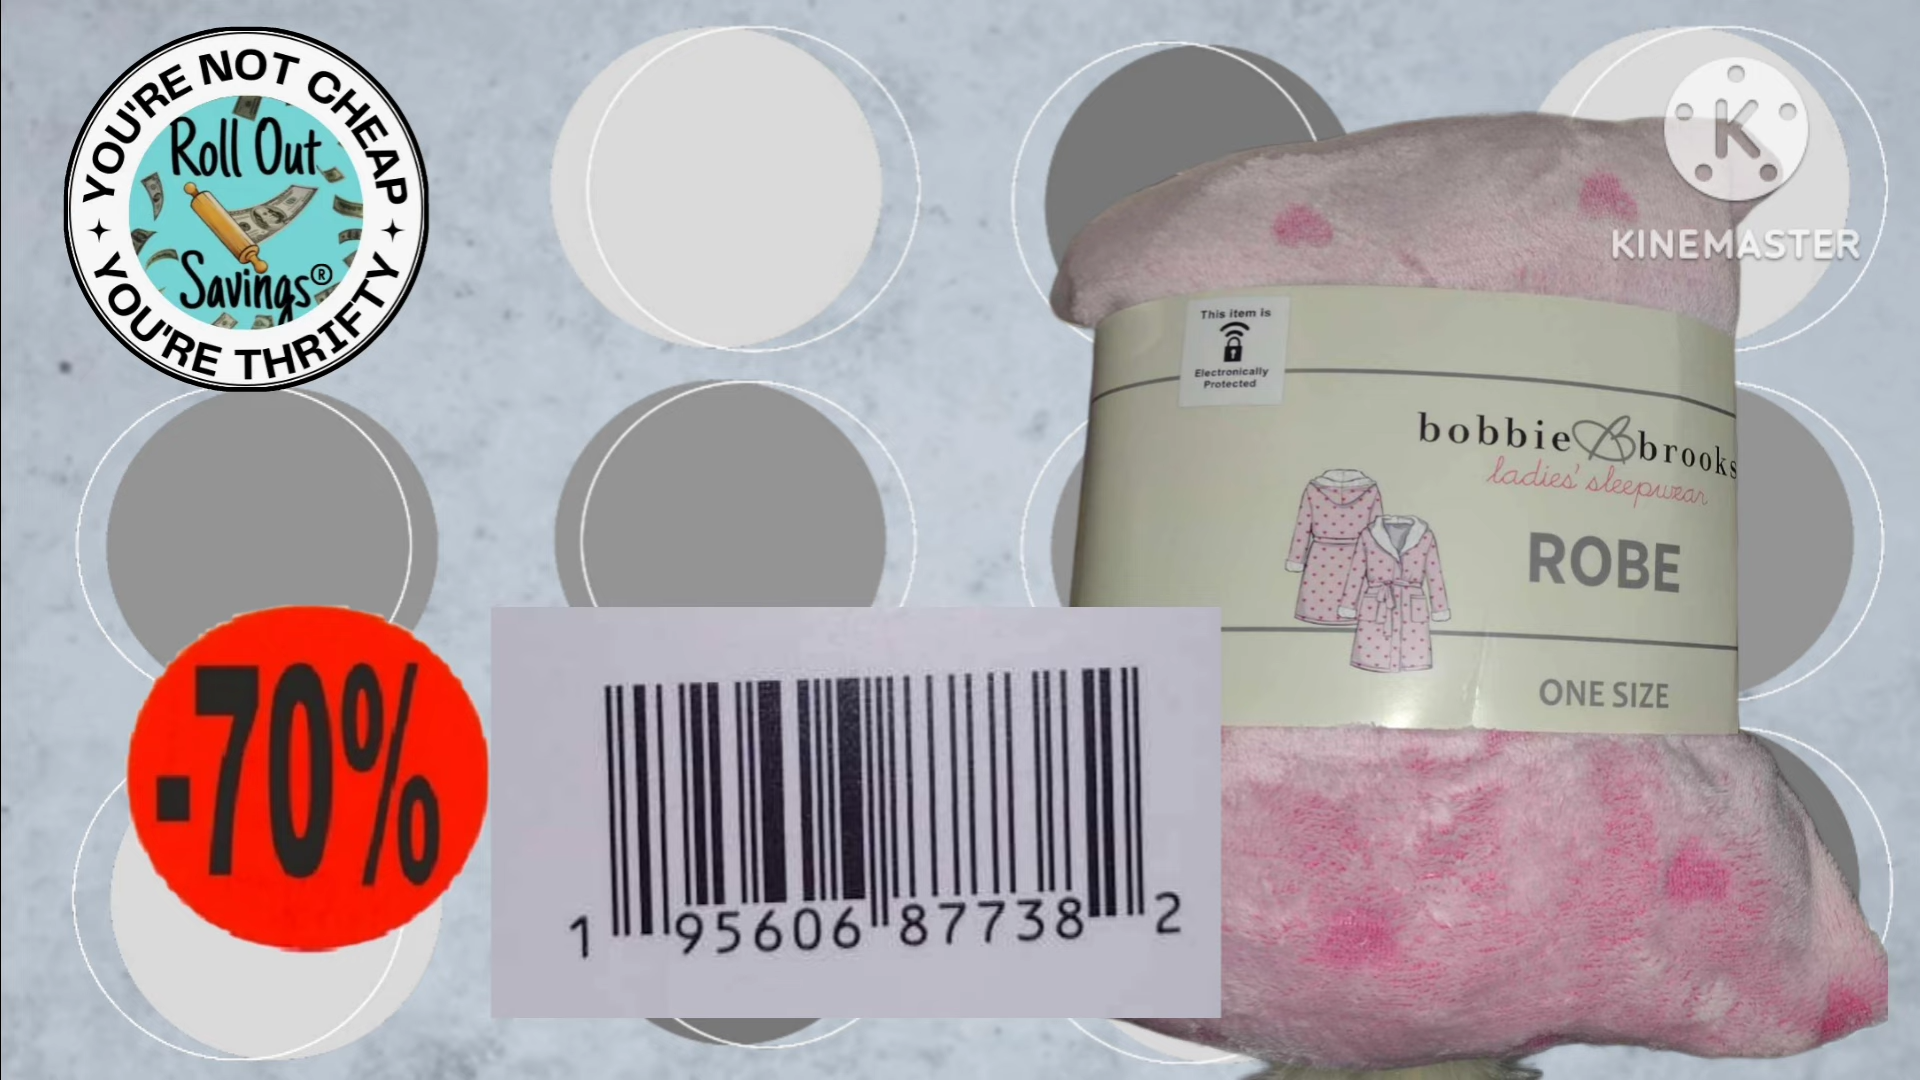 YOU'RE NOT CHEAP
Roll Out
Savings®
YOU'RE THRIFTY
KINEMASTER
This item is
Electronically
Protected
bobbie B brooks
ladies' sleepwear
ROBE
ONE SIZE
-70%
1 95606 87738 2